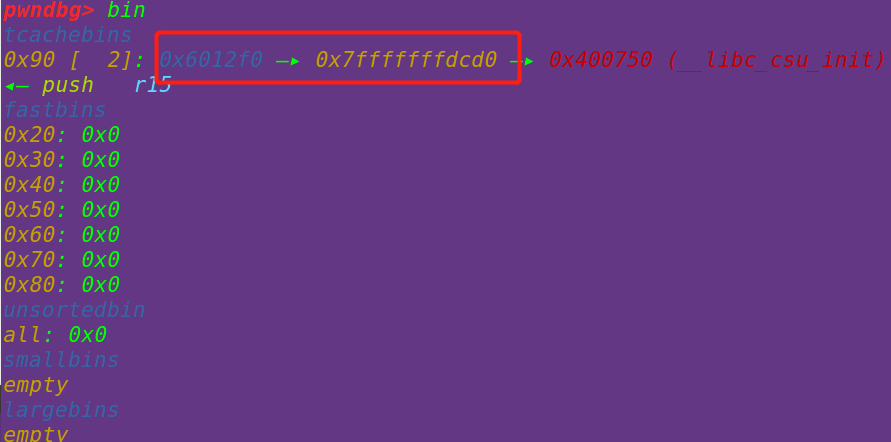 pwndbg> bin
tcachebins
0x90 [  2]: 0x6012f0 —▸ 0x7fffffffdcd0 —▸ 0x400750 (__libc_csu_init)
◂— push   r15
fastbins
0x20: 0x0
0x30: 0x0
0x40: 0x0
0x50: 0x0
0x60: 0x0
0x70: 0x0
0x80: 0x0
unsortedbin
all: 0x0
smallbins
empty
largebins
empty